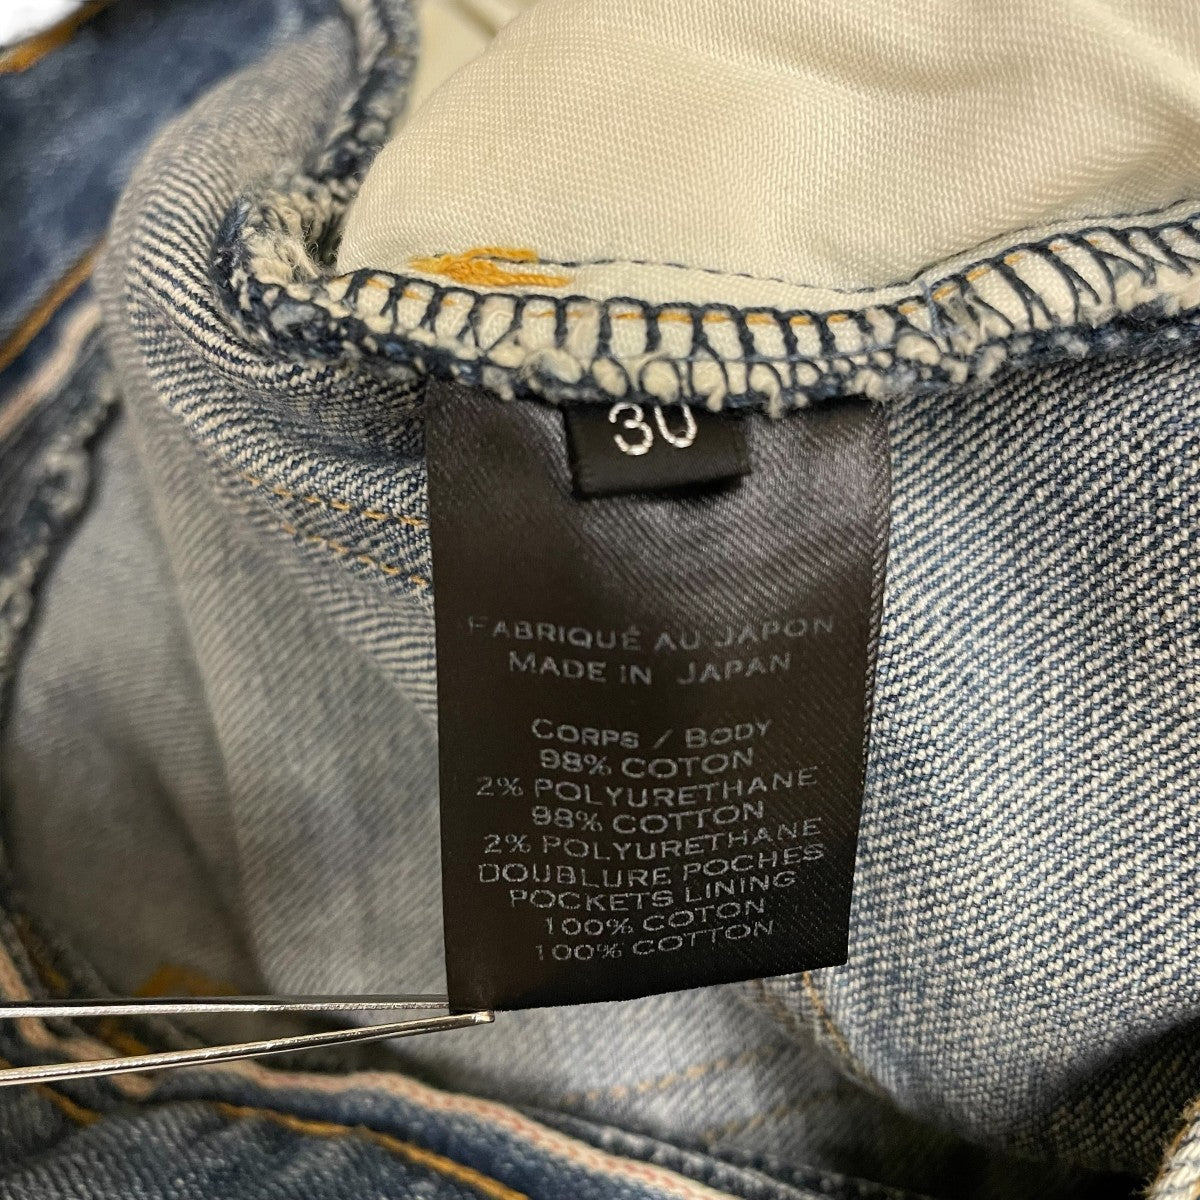 30
FABRIQUÉ AU JAPON
MADE IN JAPAN
CORPS / BODY
98% COTON
2% POLYURETHANE
98% COTTON
2% POLYURETHANE
DOUBLURE POCHES
POCKETS LINING
100% COTON
100% COTTON